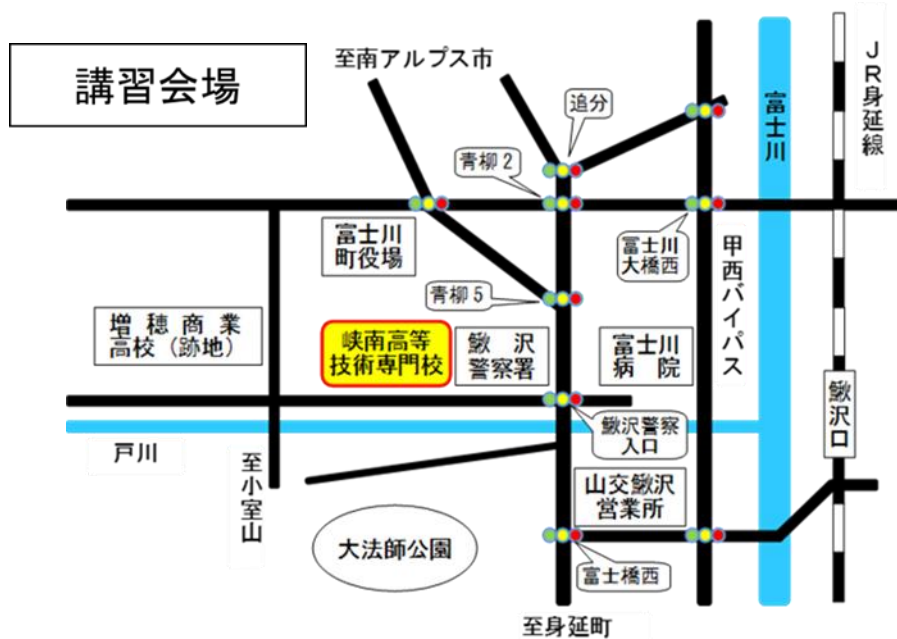 講習会場
至南アルプス市
追分
青柳2
富士川
JR身延線
富士川
町役場
富士川
大橋西
甲西バイパス
青柳5
増穂商業
高校（跡地）
峡南高等
技術専門校
鰍沢
警察署
富士川
病院
鰍沢口
鰍沢警察
入口
戸川
至小室山
山交鰍沢
営業所
大法師公園
富士橋西
至身延町